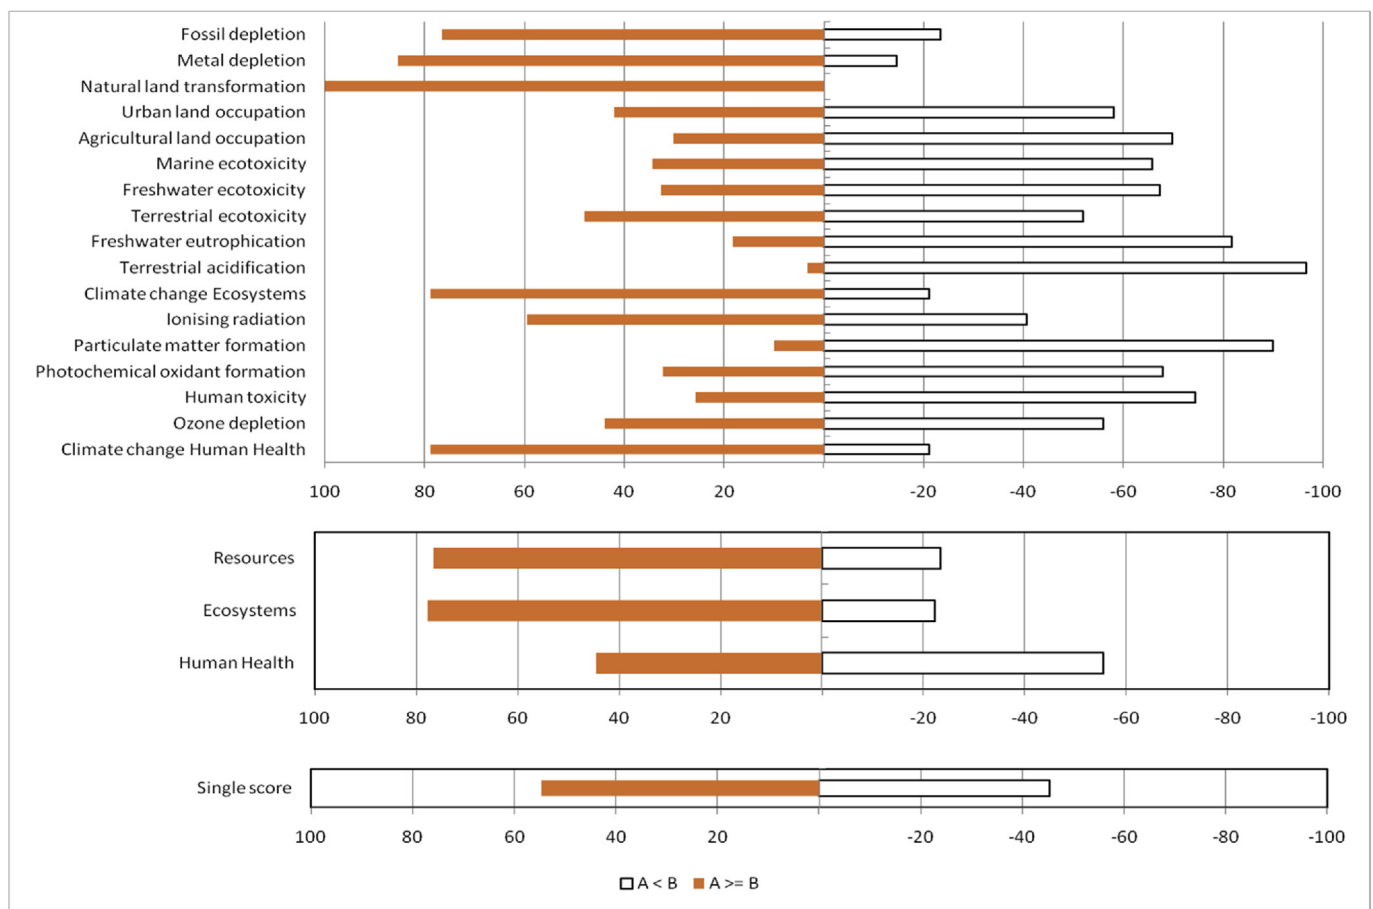 Fossil depletion
Metal depletion
Natural land transformation
Urban land occupation
Agricultural land occupation
Marine ecotoxicity
Freshwater ecotoxicity
Terrestrial ecotoxicity
Freshwater eutrophication
Terrestrial acidification
Climate change Ecosystems
Ionising radiation
Particulate matter formation
Photochemical oxidant formation
Human toxicity
Ozone depletion
Climate change Human Health
100 80 60 40 20 -20 -40 -60 -80 -100
Resources
Ecosystems
Human Health
100 80 60 40 20 -20 -40 -60 -80 -100
Single score
100 80 60 40 20 -20 -40 -60 -80 -100
A < B A >= B